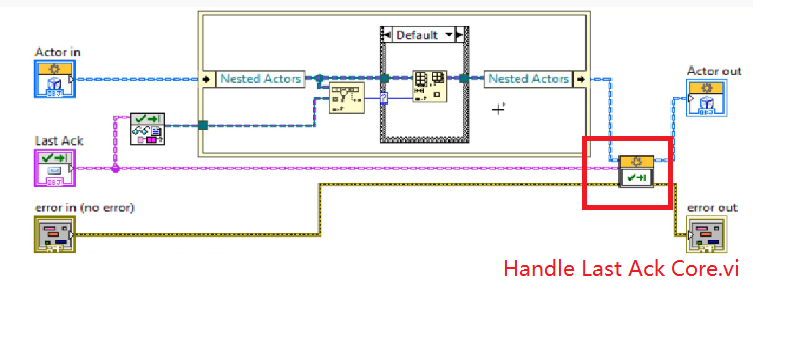 Default
Actor in
Nested Actors
Nested Actors
Actor out
Last Ack
error in (no error)
error out
Handle Last Ack Core.vi